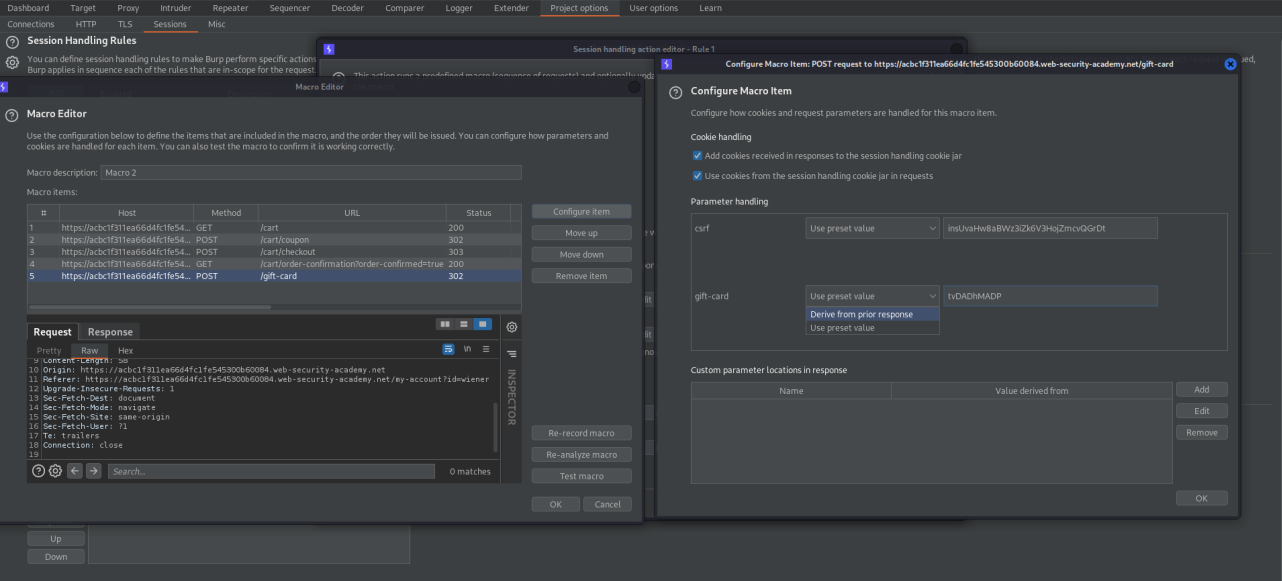 Dashboard Target Proxy Intruder Repeater Sequencer Decoder Comparer Logger Extender Project options User options Learn
Connections HTTP TLS Sessions Misc
Session Handling Rules
You can define session handling rules to make Burp perform specific actions
Burp applies in sequence each of the rules that are in-scope for the request.
Session handling action editor - Rule 1
Macro Editor
Macro Editor
Use the configuration below to define the items that are included in the macro, and the order they will be issued. You can configure how parameters and
cookies are handled for each item. You can also test the macro to confirm it is working correctly.
Macro description: Macro 2
Macro items:
# Host Method URL Status
1 https://acbc1f311ea66d4fc1fe54... GET /cart 200
2 https://acbc1f311ea66d4fc1fe54... POST /cart/coupon 302
3 https://acbc1f311ea66d4fc1fe54... POST /cart/checkout 303
4 https://acbc1f311ea66d4fc1fe54... GET /cart/order-confirmation?order-confirmed=true 200
5 https://acbc1f311ea66d4fc1fe54... POST /gift-card 302
Configure item
Move up
Move down
Remove item
Request Response
Pretty Raw Hex
\n
9 Content-Length: 58
10 Origin: https://acbc1f311ea66d4fc1fe545300b60084.web-security-academy.net
11 Referer: https://acbc1f311ea66d4fc1fe545300b60084.web-security-academy.net/my-account?id=wiener
12 Upgrade-Insecure-Requests: 1
13 Sec-Fetch-Dest: document
14 Sec-Fetch-Mode: navigate
15 Sec-Fetch-Site: same-origin
16 Sec-Fetch-User: ?1
17 Te: trailers
18 Connection: close
19
INSPECTOR
Search...
0 matches
Re-record macro
Re-analyze macro
Test macro
OK Cancel
Up
Down
Configure Macro Item: POST request to https://acbc1f311ea66d4fc1fe545300b60084.web-security-academy.net/gift-card
Configure Macro Item
Configure how cookies and request parameters are handled for this macro item.
Cookie handling
Add cookies received in responses to the session handling cookie jar
Use cookies from the session handling cookie jar in requests
Parameter handling
csrf Use preset value insUvaHw8aBWz3iZk6V3HojZmcvQGrDt
gift-card Use preset value tvDADhMADP
Derive from prior response
Use preset value
Custom parameter locations in response
Name Value derived from
Add
Edit
Remove
OK